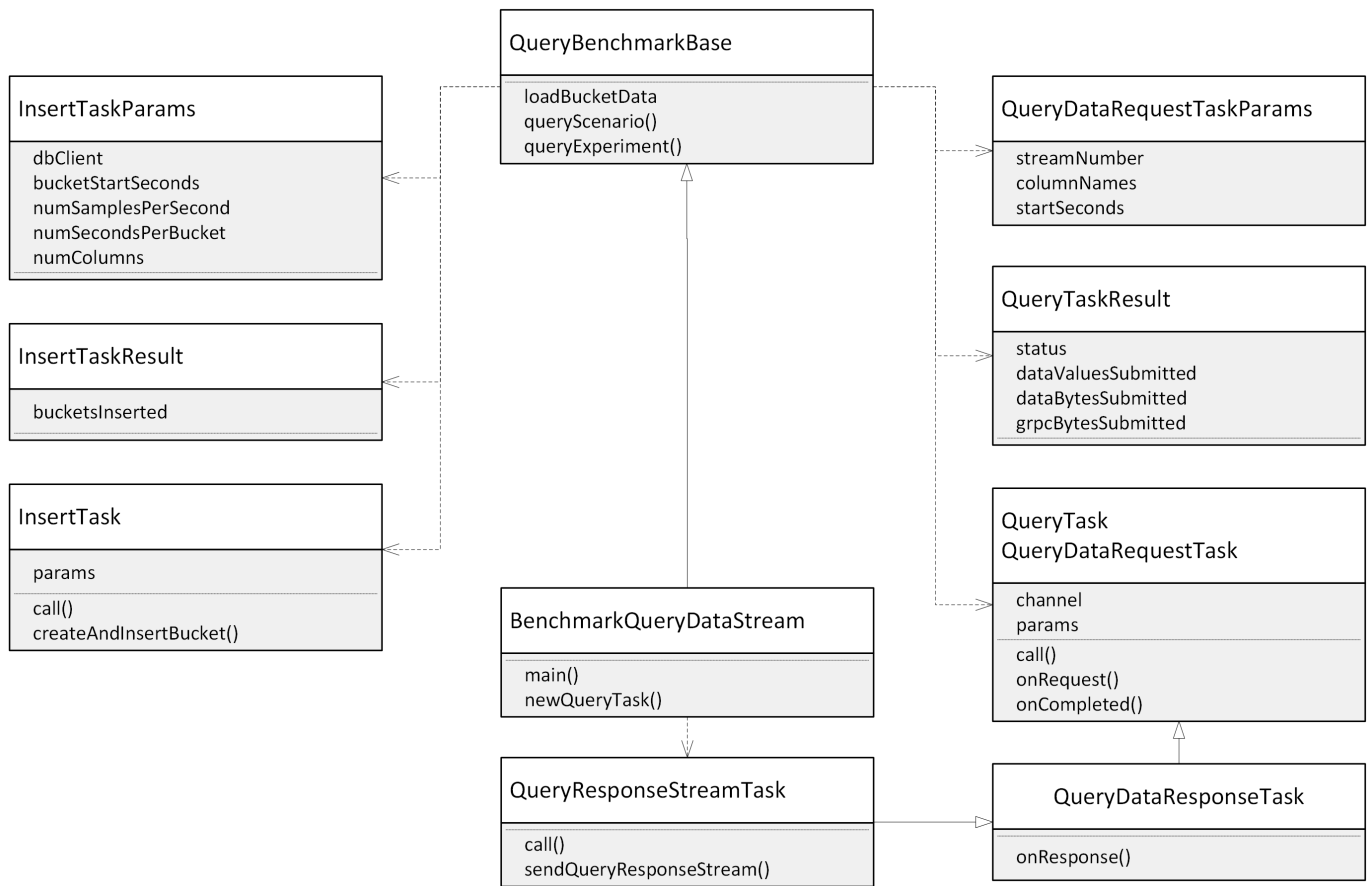 QueryBenchmarkBase
loadBucketData
queryScenario()
queryExperiment()
InsertTaskParams
dbClient
bucketStartSeconds
numSamplesPerSecond
numSecondsPerBucket
numColumns
InsertTaskResult
bucketsInserted
InsertTask
params
call()
createAndInsertBucket()
BenchmarkQueryDataStream
main()
newQueryTask()
QueryResponseStreamTask
call()
sendQueryResponseStream()
QueryDataRequestTaskParams
streamNumber
columnNames
startSeconds
QueryTaskResult
status
dataValuesSubmitted
dataBytesSubmitted
grpcBytesSubmitted
QueryTask
QueryDataRequestTask
channel
params
call()
onRequest()
onCompleted()
QueryDataResponseTask
onResponse()